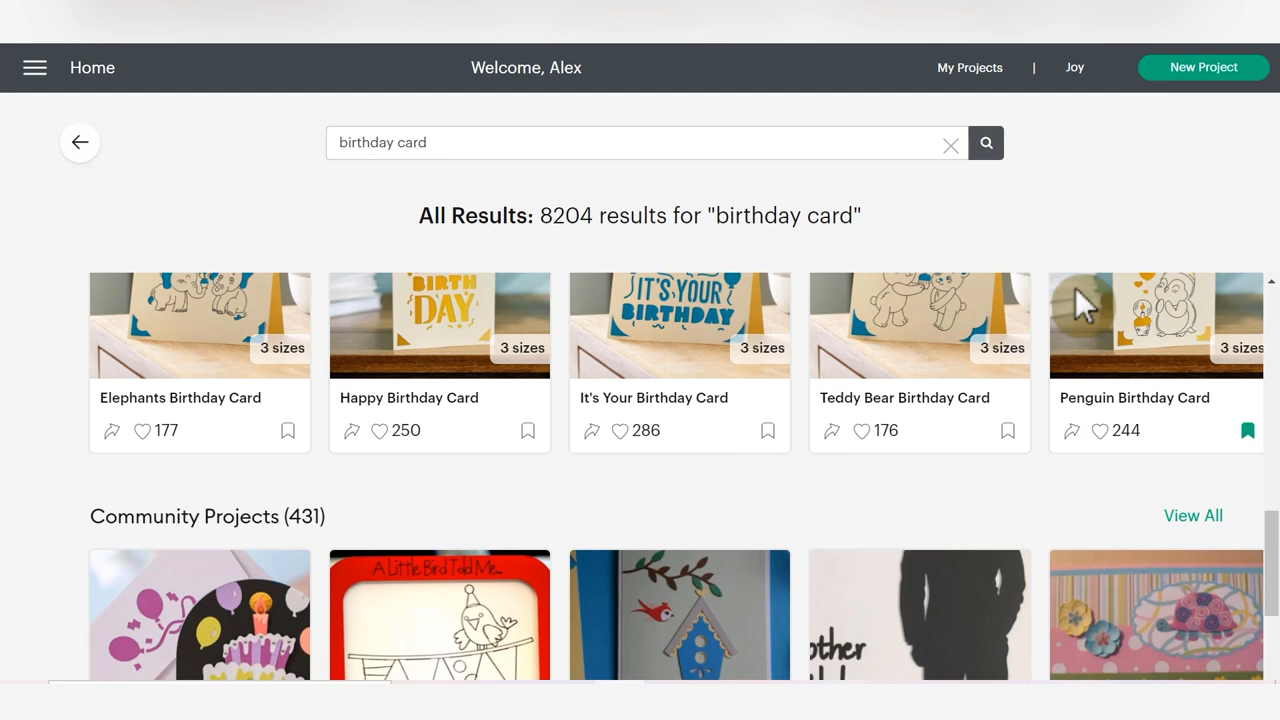 Home
Welcome, Alex
My Projects | Joy
New Project
birthday card
All Results: 8204 results for "birthday card"
BIRTH
DAY
IT'S YOUR
BIRTHDAY
3 sizes
3 sizes
3 sizes
3 sizes
3 sizes
Elephants Birthday Card
Happy Birthday Card
It's Your Birthday Card
Teddy Bear Birthday Card
Penguin Birthday Card
177
250
286
176
244
Community Projects (431)
View All
A Little Bird Told Me...
other